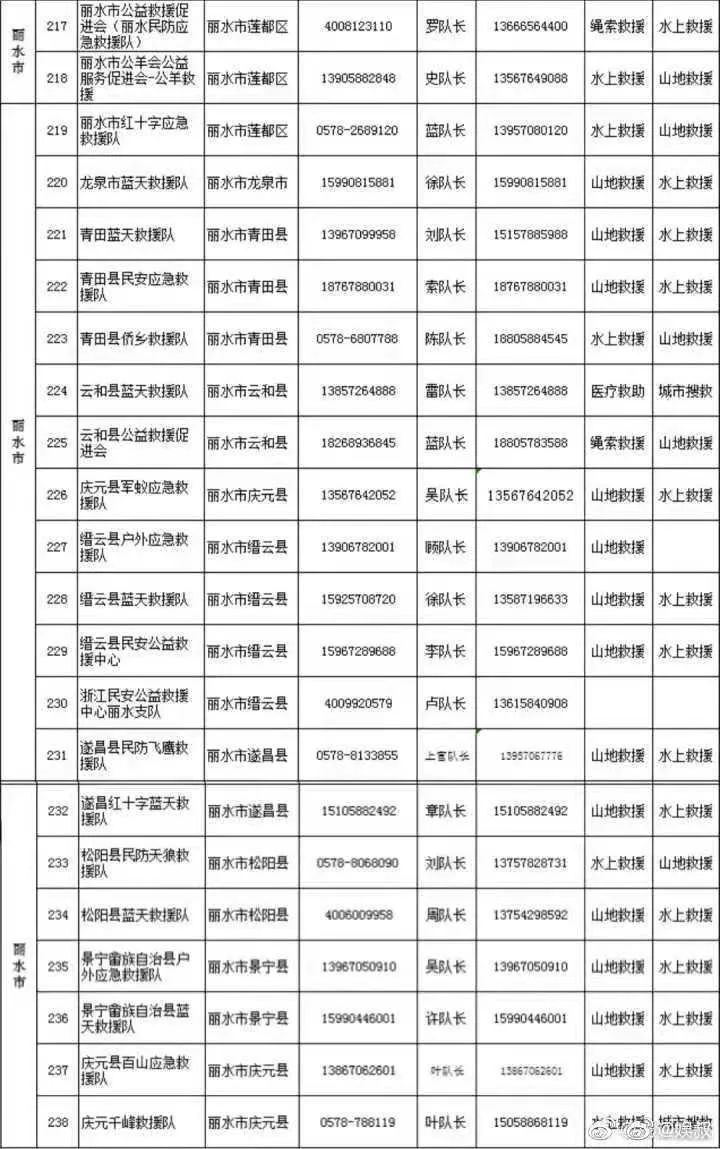 丽水市
217 丽水市公益救援促进会（丽水民防应急救援队） 丽水市莲都区 4008123110 罗队长 13666564400 绳索救援 水上救援
218 丽水市公羊会公益服务促进会-公羊救援 丽水市莲都区 13905882848 史队长 13567649088 水上救援 山地救援
丽水市
219 丽水市红十字应急救援队 丽水市莲都区 0578-2689120 蓝队长 13957080120 水上救援 山地救援
220 龙泉市蓝天救援队 丽水市龙泉市 15990815881 徐队长 15990815881 山地救援 水上救援
221 青田蓝天救援队 丽水市青田县 13967099958 刘队长 15157885988 山地救援 水上救援
222 青田县民安应急救援队 丽水市青田县 18767880031 索队长 18767880031 山地救援 水上救援
223 青田县侨乡救援队 丽水市青田县 0578-6807788 陈队长 18805884545 水上救援 山地救援
224 云和县蓝天救援队 丽水市云和县 13857264888 雷队长 13857264888 医疗救助 城市搜救
225 云和县公益救援促进会 丽水市云和县 18268936845 蓝队长 18805783588 绳索救援 山地救援
226 庆元县军蚁应急救援队 丽水市庆元县 13567642052 吴队长 13567642052 山地救援 水上救援
227 缙云县户外应急救援队 丽水市缙云县 13906782001 顾队长 13906782001 山地救援
228 缙云县蓝天救援队 丽水市缙云县 15925708720 徐队长 13587196633 山地救援 水上救援
229 缙云县民安公益救援中心 丽水市缙云县 15967289688 李队长 15967289688 山地救援 水上救援
230 浙江民安公益救援中心丽水支队 丽水市缙云县 4009920579 卢队长 13615840908
231 遂昌县民防飞鹰救援队 丽水市遂昌县 0578-8133855 上官队长 13957067776 山地救援 水上救援
丽水市
232 遂昌红十字蓝天救援队 丽水市遂昌县 15105882492 章队长 15105882492 山地救援 水上救援
233 松阳县民防天狼救援队 丽水市松阳县 0578-8068090 刘队长 13757828731 水上救援 山地救援
234 松阳县蓝天救援队 丽水市松阳县 4006009958 周队长 13754298592 山地救援 水上救援
235 景宁畲族自治县户外应急救援队 丽水市景宁县 13967050910 吴队长 13967050910 山地救援 水上救援
236 景宁畲族自治县蓝天救援队 丽水市景宁县 15990446001 许队长 15990446001 山地救援 水上救援
237 庆元县百山应急救援队 丽水市庆元县 13867062601 叶队长 13867062601 山地救援 水上救援
238 庆元千峰救援队 丽水市庆元县 0578-788119 叶队长 15058868119 救援 城市搜救